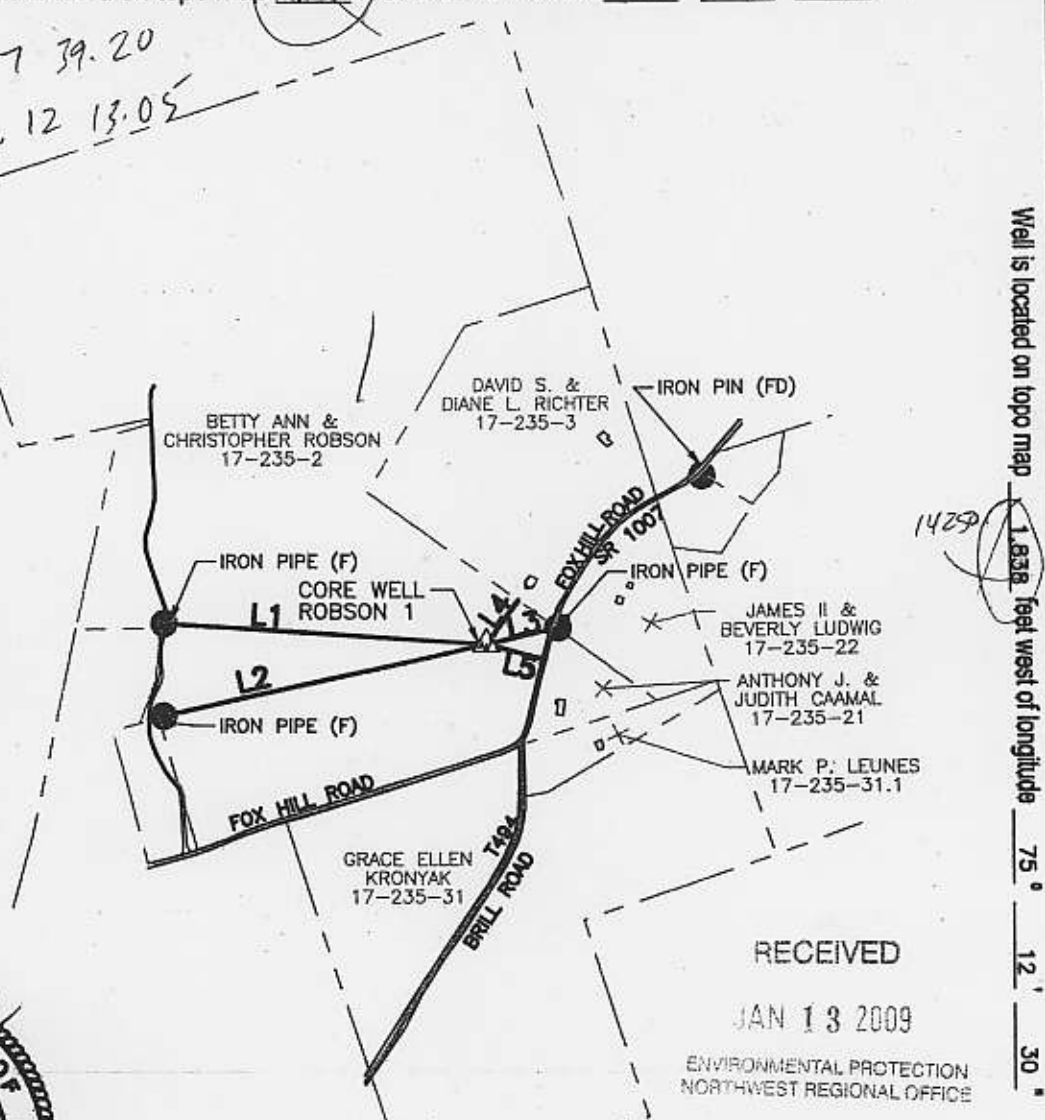 39.20
12 13.05
Well is located on topo map 1,838 feet west of longitude 75 ° 12 ' 30 "
14250
DAVID S. &
DIANE L. RICHTER
17-235-3
IRON PIN (FD)
BETTY ANN &
CHRISTOPHER ROBSON
17-235-2
FOX HILL ROAD
SR 1007
IRON PIPE (F)
IRON PIPE (F)
CORE WELL
ROBSON 1
L4
L3
L1
L5
L2
JAMES II &
BEVERLY LUDWIG
17-235-22
ANTHONY J. &
JUDITH CAAMAL
17-235-21
IRON PIPE (F)
MARK P. LEUNES
17-235-31.1
FOX HILL ROAD
GRACE ELLEN
KRONYAK
17-235-31
T494
BRILL ROAD
RECEIVED
JAN 13 2009
ENVIRONMENTAL PROTECTION
NORTHWEST REGIONAL OFFICE
OF